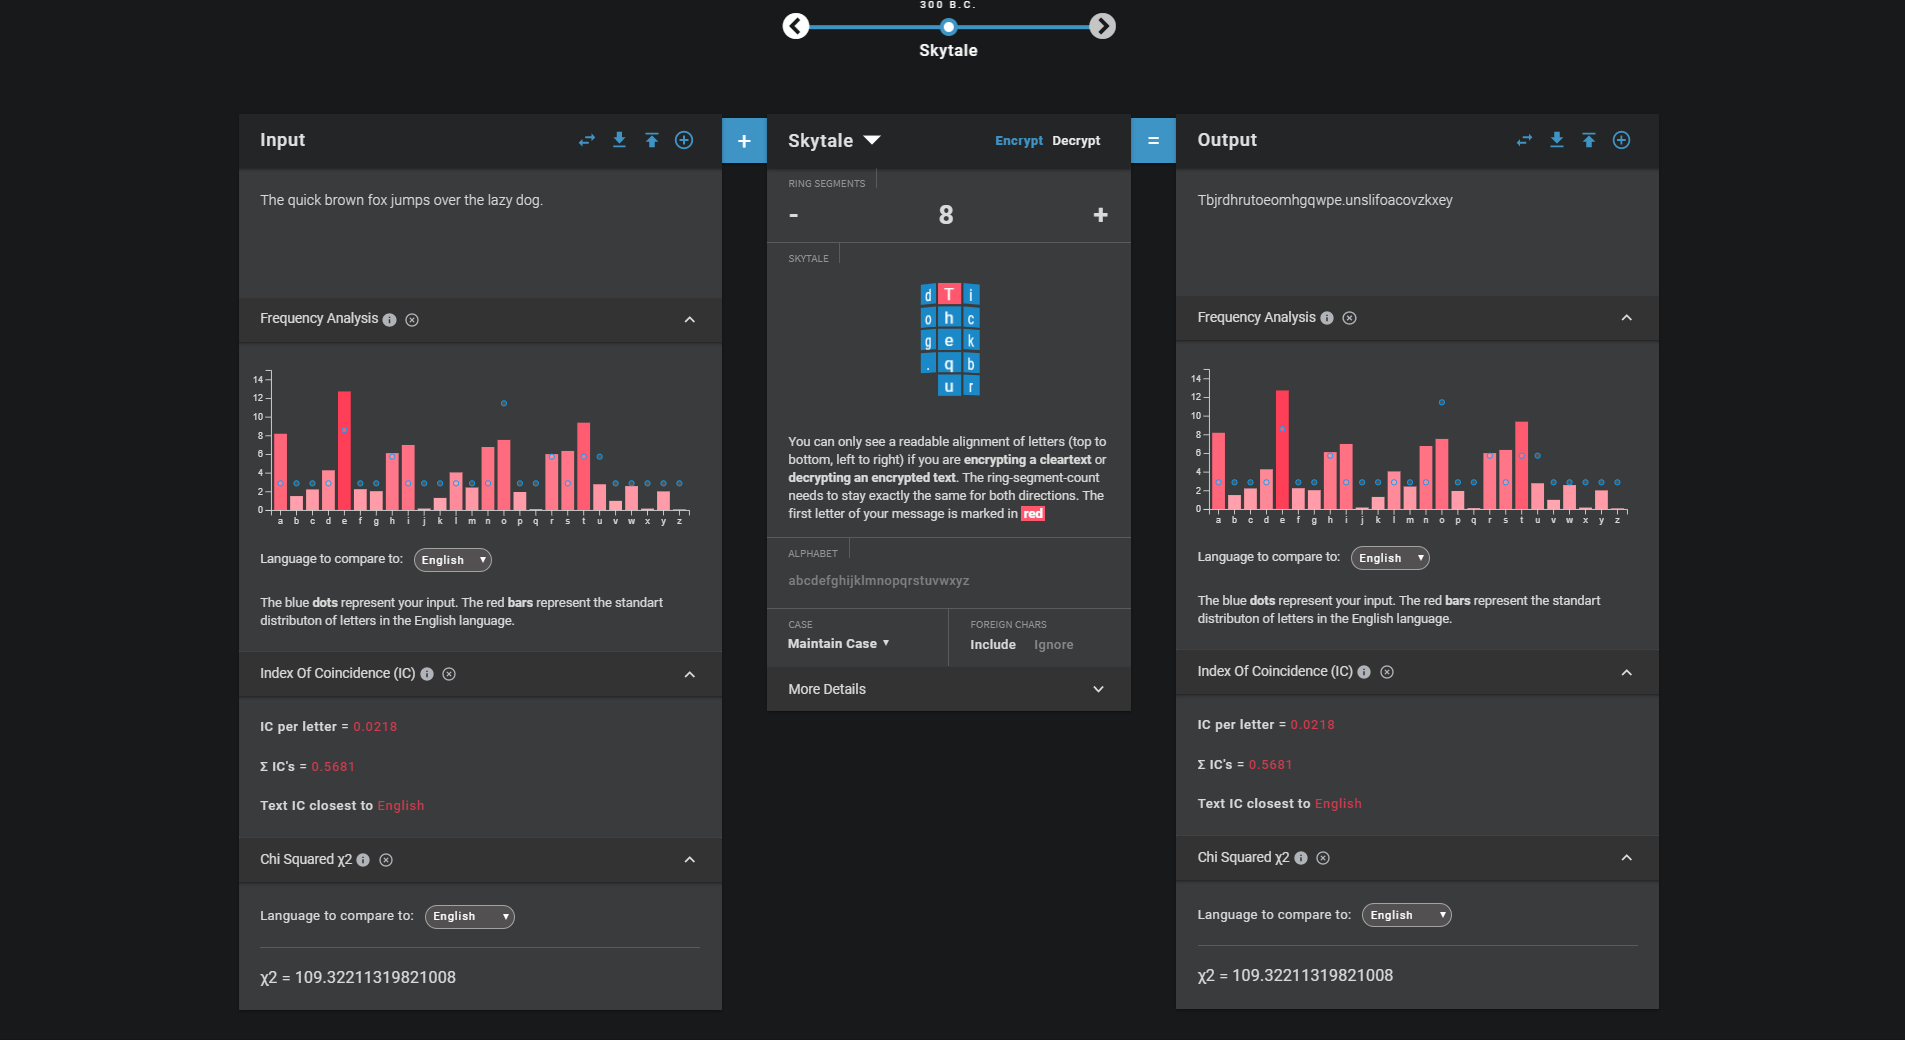 300 B.C.
Skytale
Input
The quick brown fox jumps over the lazy dog.
Frequency Analysis
14
12
10
8
6
4
2
0
a b c d e f g h i j k l m n o p q r s t u v w x y z
Language to compare to: English
The blue dots represent your input. The red bars represent the standart
distributon of letters in the English language.
Index Of Coincidence (IC)
IC per letter = 0.0218
Σ IC's = 0.5681
Text IC closest to English
Chi Squared χ2
Language to compare to: English
χ2 = 109.32211319821008
+
Skytale
Encrypt Decrypt
RING SEGMENTS
- 8 +
SKYTALE
d T i
o h c
g e k
. q b
u r
You can only see a readable alignment of letters (top to
bottom, left to right) if you are encrypting a cleartext or
decrypting an encrypted text. The ring-segment-count
needs to stay exactly the same for both directions. The
first letter of your message is marked in red
ALPHABET
abcdefghijklmnopqrstuvwxyz
CASE
Maintain Case
FOREIGN CHARS
Include Ignore
More Details
=
Output
Tbjrdhrutoeomhgqwpe.unslifoacovzkxey
Frequency Analysis
14
12
10
8
6
4
2
0
a b c d e f g h i j k l m n o p q r s t u v w x y z
Language to compare to: English
The blue dots represent your input. The red bars represent the standart
distributon of letters in the English language.
Index Of Coincidence (IC)
IC per letter = 0.0218
Σ IC's = 0.5681
Text IC closest to English
Chi Squared χ2
Language to compare to: English
χ2 = 109.32211319821008